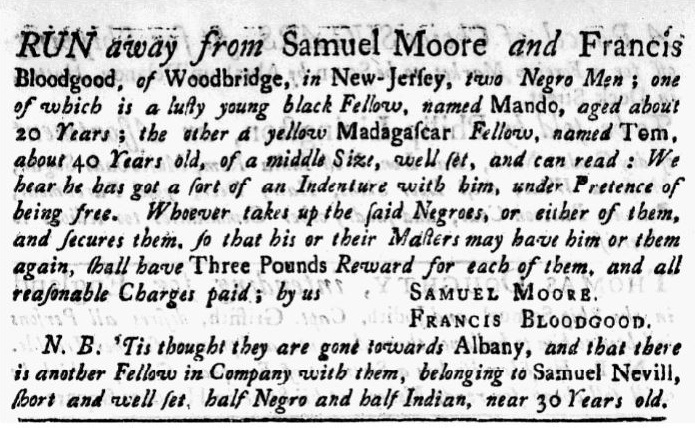 RUN away from Samuel Moore and Francis
Bloodgood, of Woodbridge, in New-Jerſey, two Negro Men; one
of which is a luſty young black Fellow, named Mando, aged about
20 Years; the other a yellow Madagaſcar Fellow, named Tom,
about 40 Years old, of a middle Size, well ſet, and can read: We
hear he has got a ſort of an Indenture with him, under Pretence of
being free. Whoever takes up the ſaid Negroes, or either of them,
and ſecures them, ſo that his or their Maſters may have him or them
again, ſhall have Three Pounds Reward for each of them, and all
reaſonable Charges paid; by us SAMUEL MOORE.
FRANCIS BLOODGOOD.
N. B. 'Tis thought they are gone towards Albany, and that there
is another Fellow in Company with them, belonging to Samuel Nevill,
ſhort and well ſet, half Negro and half Indian, near 30 Years old.